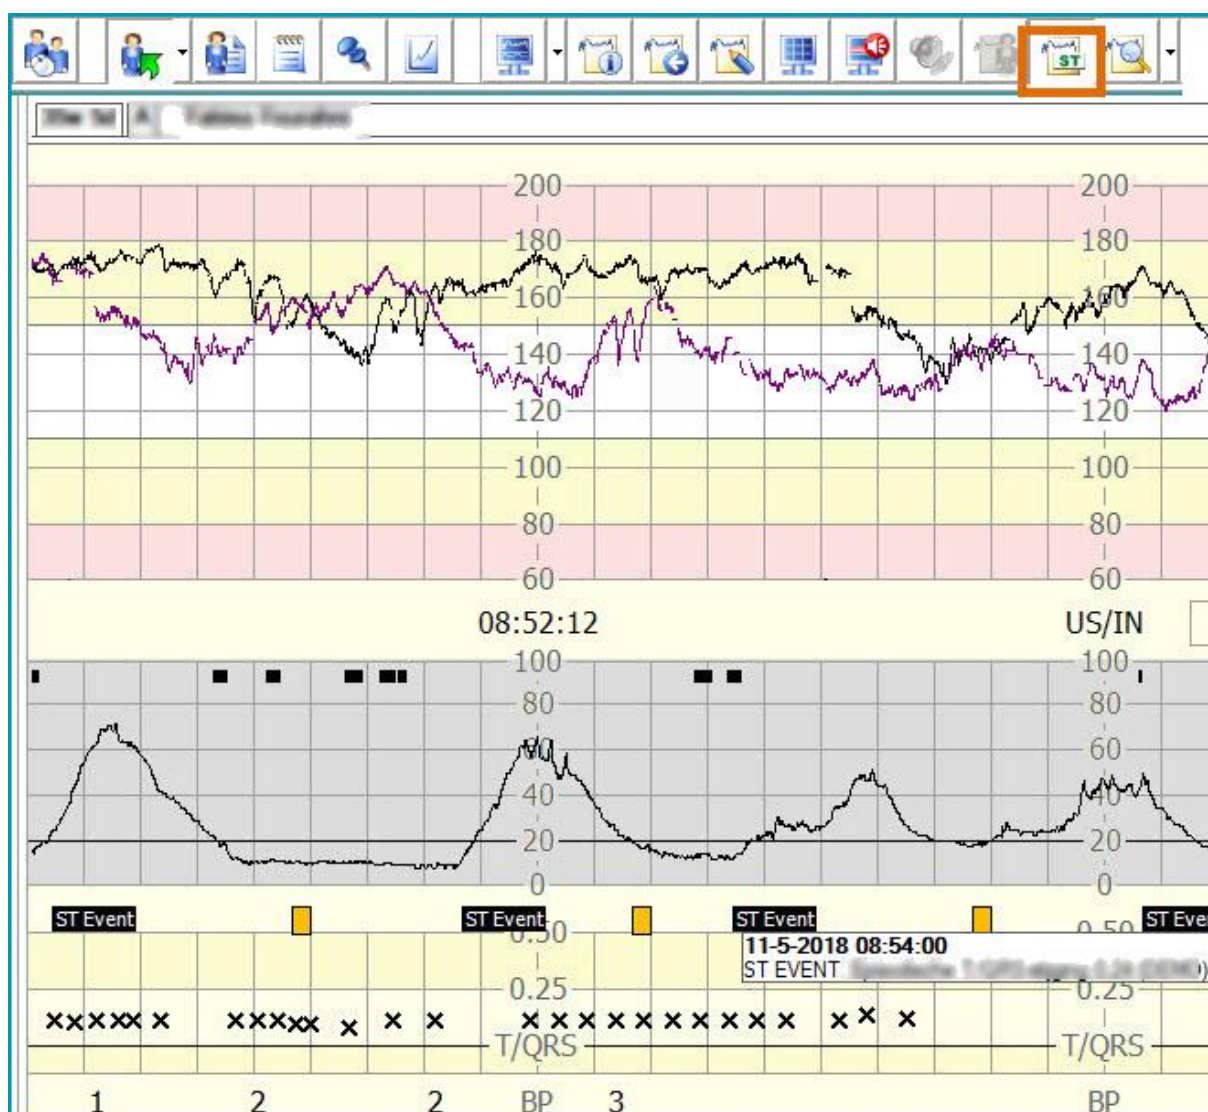 ST
A
200 200
180 180
160 160
140 140
120 120
100 100
80 80
60 60
08:52:12 US/IN
100 100
80 80
60 60
40 40
20 20
0 0
ST Event ST Event ST Event ST Eve
0.50 0.50
11-5-2018 08:54:00
ST EVENT
0.25 0.25
T/QRS T/QRS
1 2 2 BP 3 BP